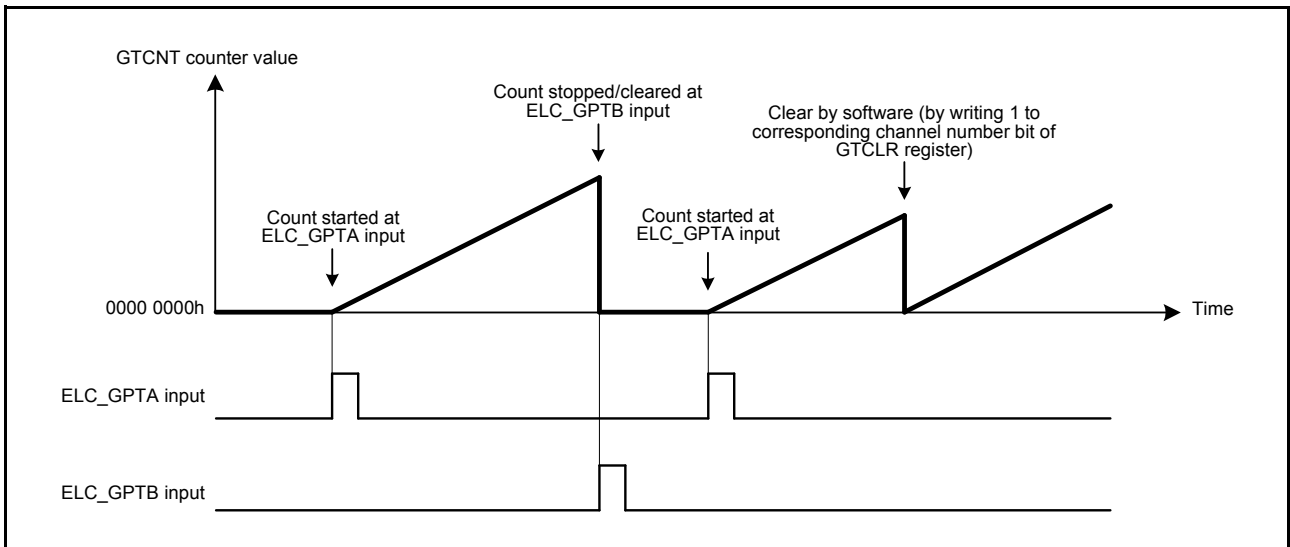 GTCNT counter value
Count stopped/cleared at
ELC_GPTB input
Clear by software (by writing 1 to
corresponding channel number bit of
GTCLR register)
Count started at
ELC_GPTA input
Count started at
ELC_GPTA input
0000 0000h
Time
ELC_GPTA input
ELC_GPTB input